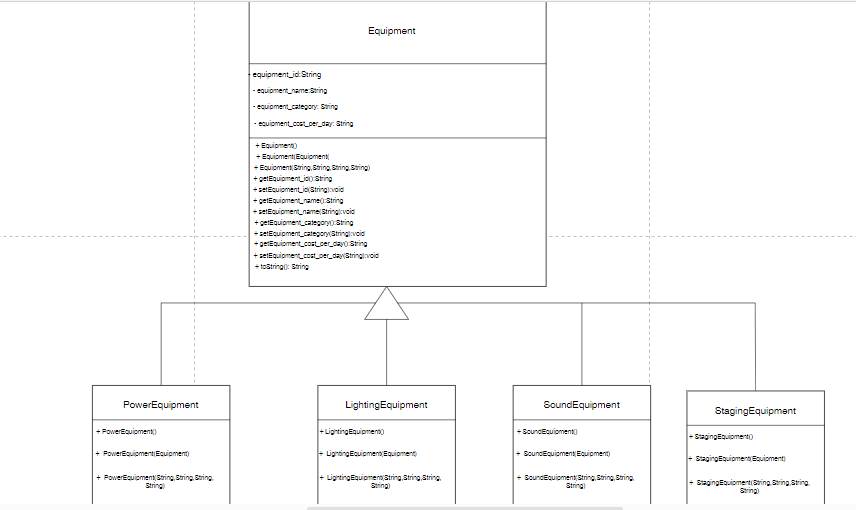 Equipment
- equipment_id:String
- equipment_name:String
- equipment_category: String
- equipment_cost_per_day: String
+ Equipment()
+ Equipment(Equipment(
+ Equipment(String,String,String,String)
+ getEquipment_id():String
+ setEquipment_id(String):void
+ getEquipment_name():String
+ setEquipment_name(String):void
+ getEquipment_category():String
+ setEquipment_category(String):void
+ getEquipment_cost_per_day():String
+ setEquipment_cost_per_day(String):void
+ toString(): String
PowerEquipment
+ PowerEquipment()
+ PowerEquipment(Equipment)
+ PowerEquipment(String,String,String,
String)
LightingEquipment
+ LightingEquipment()
+ LightingEquipment(Equipment)
+ LightingEquipment(String,String,String,
String)
SoundEquipment
+ SoundEquipment()
+ SoundEquipment(Equipment)
+ SoundEquipment(String,String,String,
String)
StagingEquipment
+ StagingEquipment()
+ StagingEquipment(Equipment)
+ StagingEquipment(String,String,String,
String)